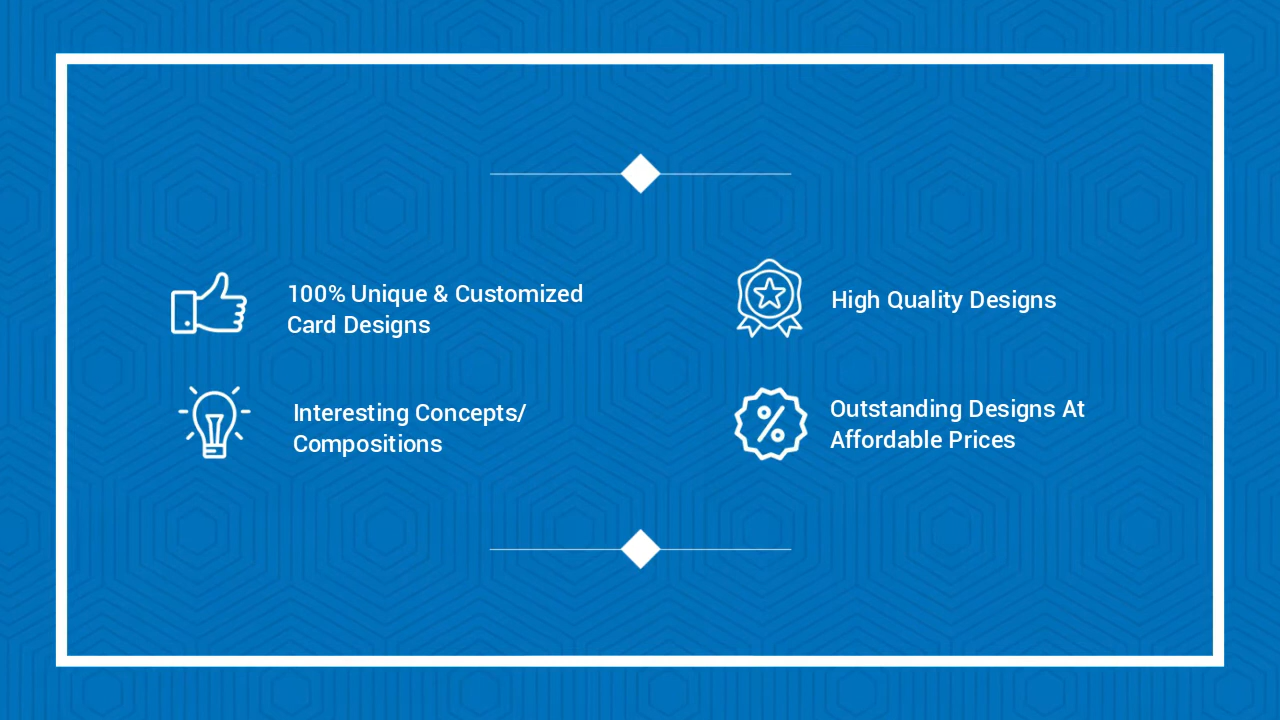 100% Unique & Customized
Card Designs
High Quality Designs
Interesting Concepts/
Compositions
Outstanding Designs At
Affordable Prices